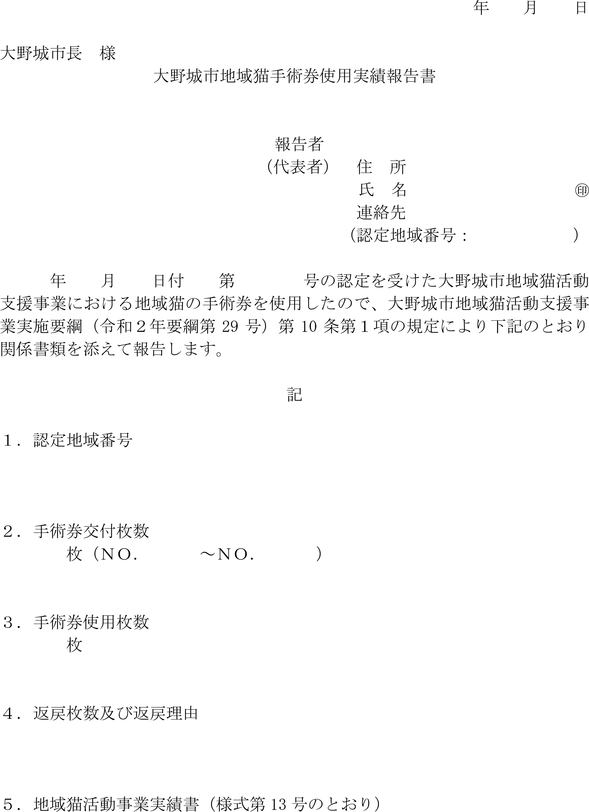 年　　月　　日
大野城市長　様
大野城市地域猫手術券使用実績報告書
報告者
（代表者）　住　所
氏　名　　　　　　　　　　㊞
連絡先
（認定地域番号：　　　　　　）
年　　月　　日付　　第　　　　号の認定を受けた大野城市地域猫活動
支援事業における地域猫の手術券を使用したので、大野城市地域猫活動支援事
業実施要綱（令和２年要綱第 29 号）第 10 条第１項の規定により下記のとおり
関係書類を添えて報告します。
記
１．認定地域番号
２．手術券交付枚数
枚（ＮＯ．　　　～ＮＯ．　　　）
３．手術券使用枚数
枚
４．返戻枚数及び返戻理由
５．地域猫活動事業実績書（様式第 13 号のとおり）